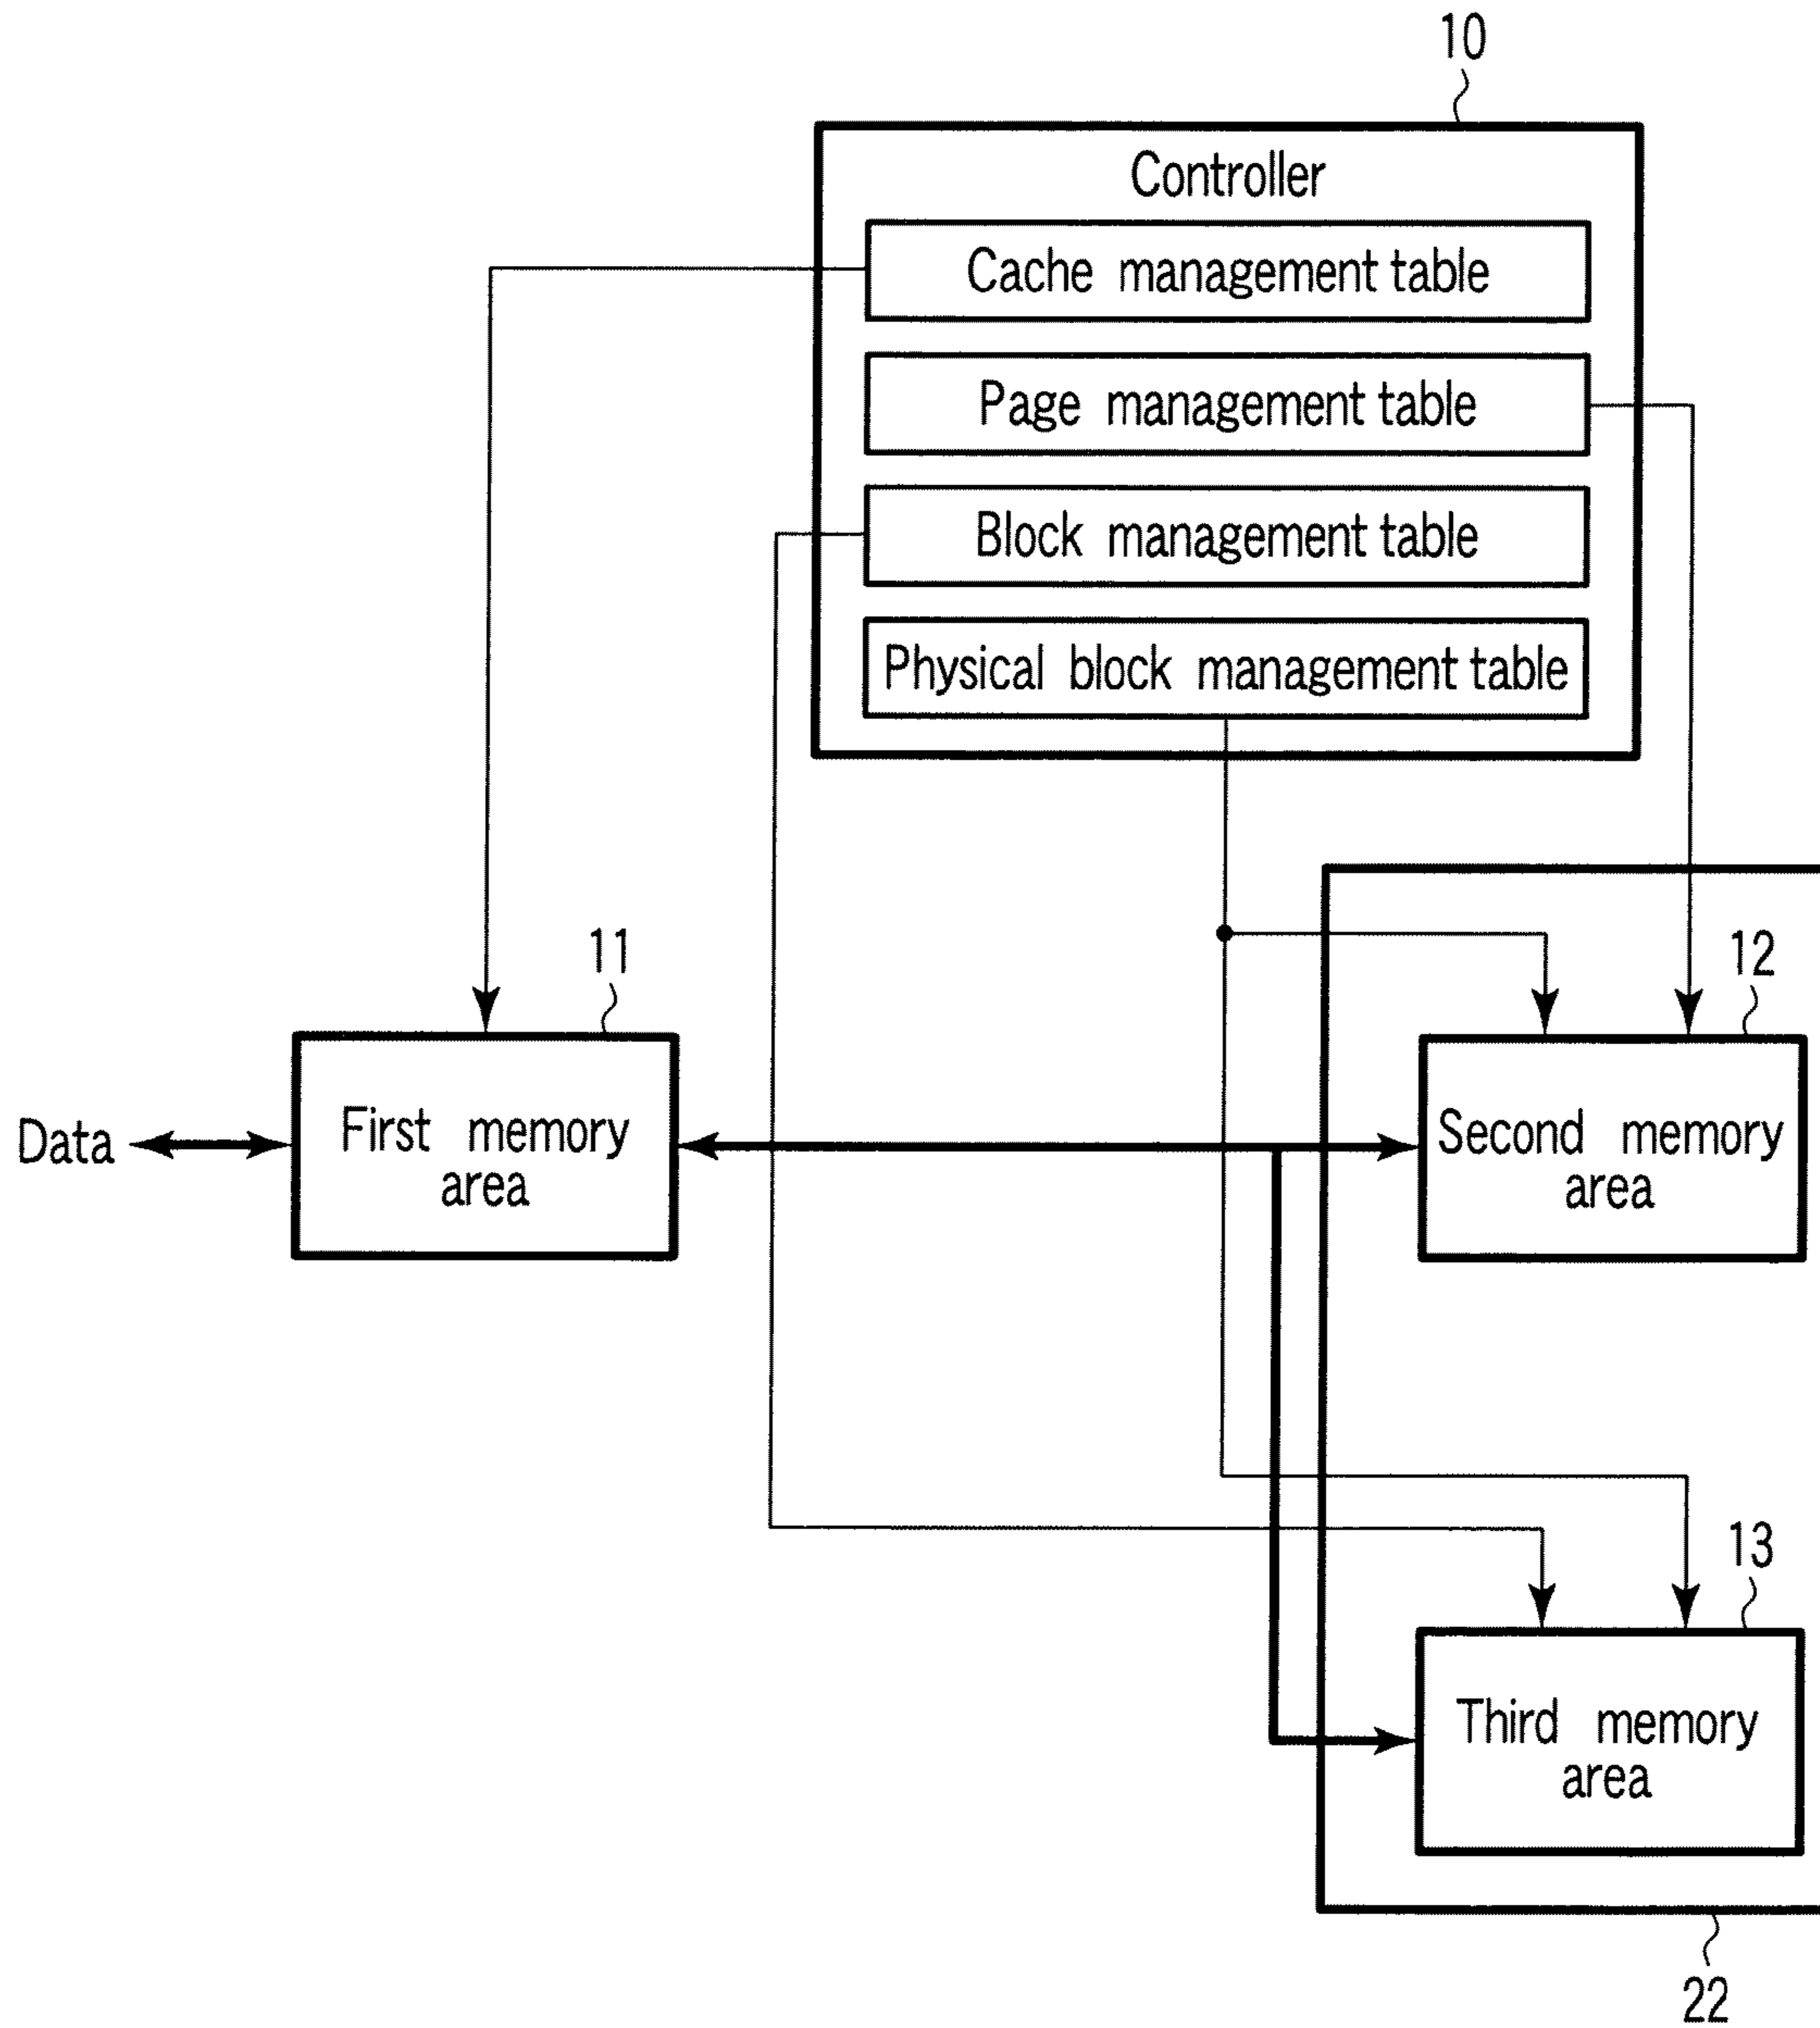 10
Controller
Cache management table
Page management table
Block management table
Physical block management table
11
12
Data
First memory
area
Second memory
area
13
Third memory
area
22